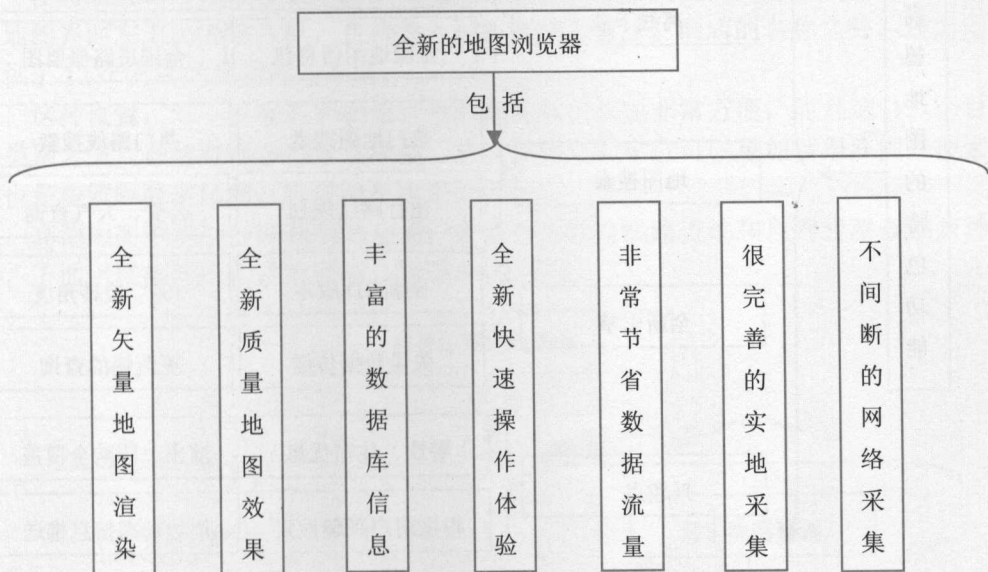 全新的地图浏览器
包括
全新矢量地图渲染
全新质量地图效果
丰富的数据库信息
全新快速操作体验
非常节省数据流量
很完善的实地采集
不间断的网络采集